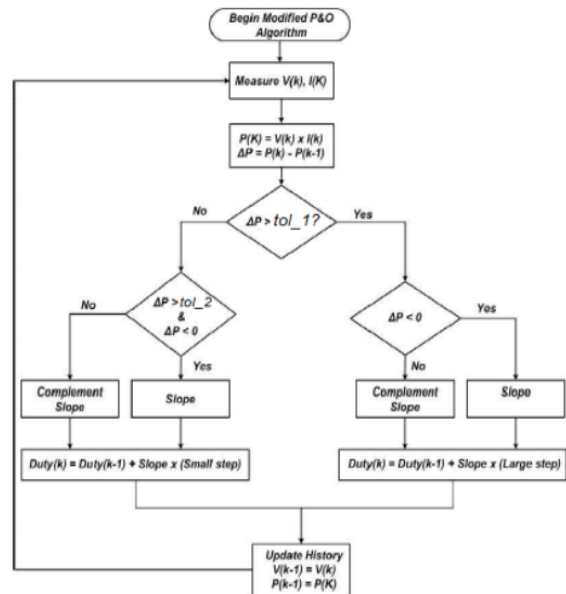 Begin Modified P&O
Algorithm
Measure V(k), I(K)
P(K) = V(k) x I(k)
ΔP = P(k) - P(k-1)
No
ΔP > tol_1?
Yes
No
ΔP > tol_2
&
ΔP < 0
Yes
ΔP < 0
Yes
No
Complement
Slope
Slope
Complement
Slope
Slope
Duty(k) = Duty(k-1) + Slope x (Small step)
Duty(k) = Duty(k-1) + Slope x (Large step)
Update History
V(k-1) = V(k)
P(k-1) = P(K)